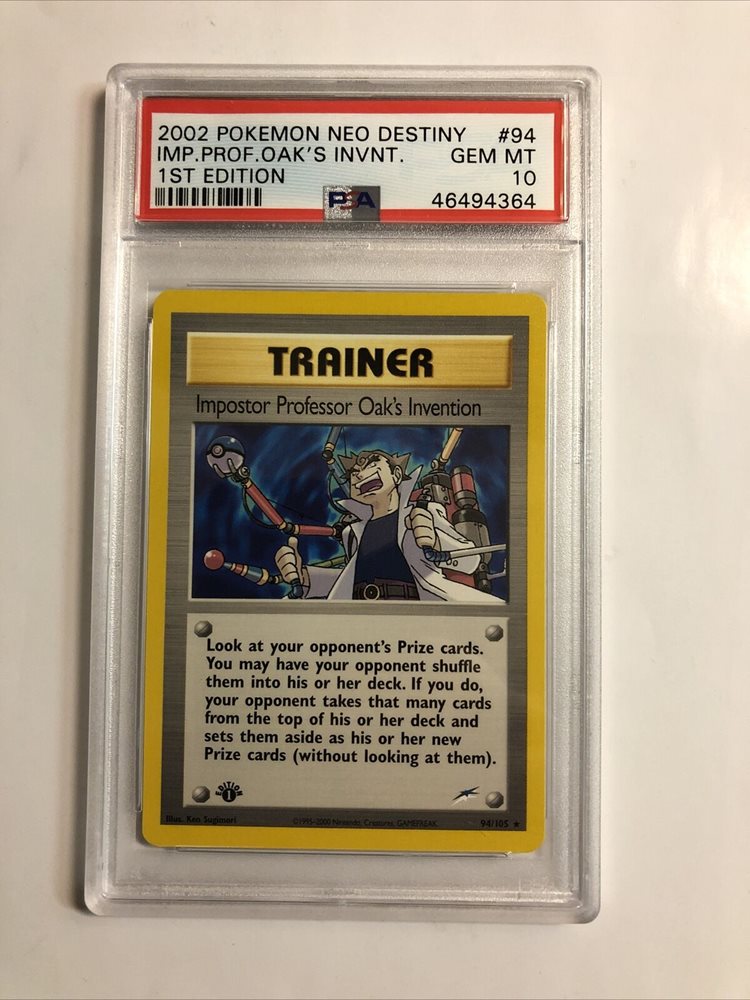 2002 POKEMON NEO DESTINY #94
IMP.PROF.OAK'S INVNT. GEM MT
1ST EDITION 10
PSA 46494364
TRAINER
Impostor Professor Oak's Invention
Look at your opponent's Prize cards.
You may have your opponent shuffle
them into his or her deck. If you do,
your opponent takes that many cards
from the top of his or her deck and
sets them aside as his or her new
Prize cards (without looking at them).
EDITION
1
Illus. Ken Sugimori ©1995-2000 Nintendo, Creatures, GAMEFREAK. 94/105 ★